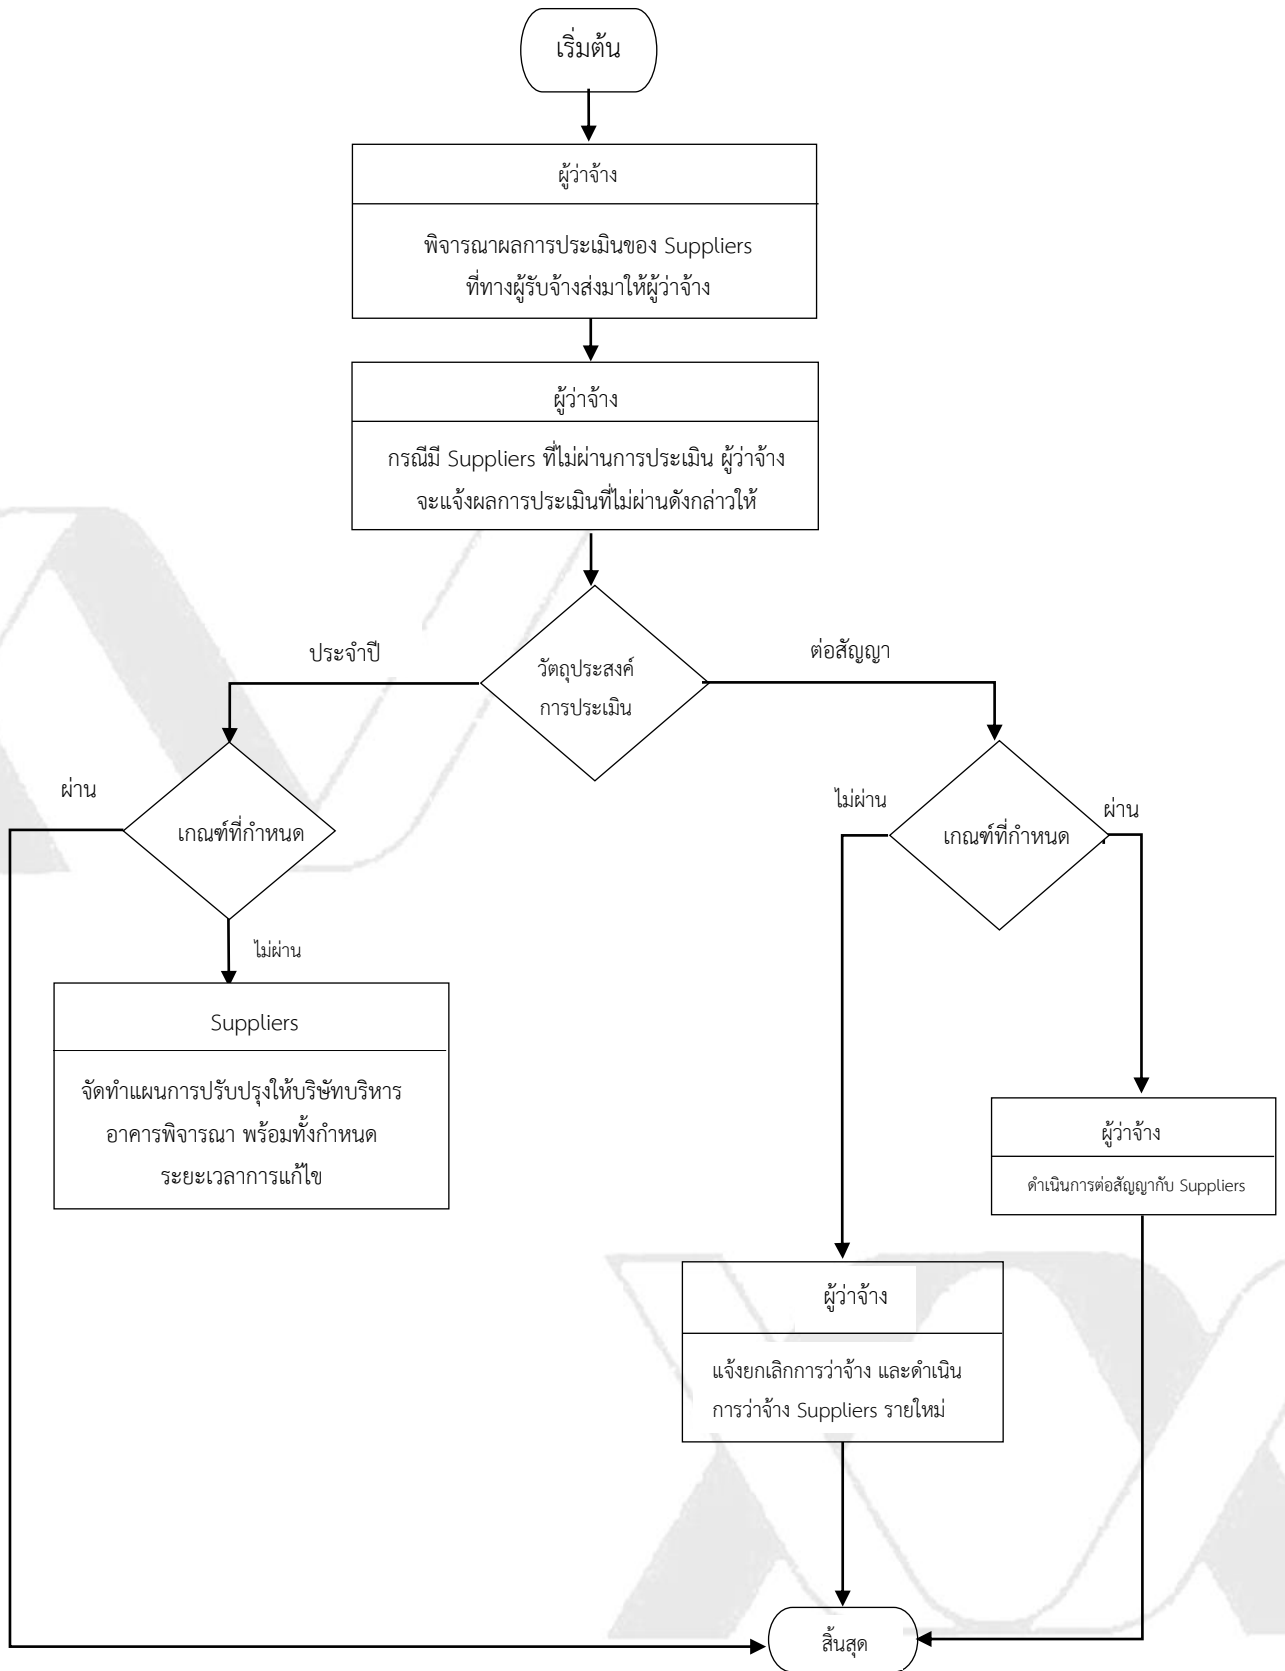 เริ่มต้น
ผู้ว่าจ้าง
พิจารณาผลการประเมินของ Suppliers
ที่ทางผู้รับจ้างส่งมาให้ผู้ว่าจ้าง
ผู้ว่าจ้าง
กรณีมี Suppliers ที่ไม่ผ่านการประเมิน ผู้ว่าจ้าง
จะแจ้งผลการประเมินที่ไม่ผ่านดังกล่าวให้
วัตถุประสงค์
การประเมิน
ประจำปี
ต่อสัญญา
ผ่าน
เกณฑ์ที่กำหนด
ไม่ผ่าน
ไม่ผ่าน
เกณฑ์ที่กำหนด
ผ่าน
Suppliers
จัดทำแผนการปรับปรุงให้บริษัทบริหาร
อาคารพิจารณา พร้อมทั้งกำหนด
ระยะเวลาการแก้ไข
ผู้ว่าจ้าง
ดำเนินการต่อสัญญากับ Suppliers
ผู้ว่าจ้าง
แจ้งยกเลิกการว่าจ้าง และดำเนิน
การว่าจ้าง Suppliers รายใหม่
สิ้นสุด